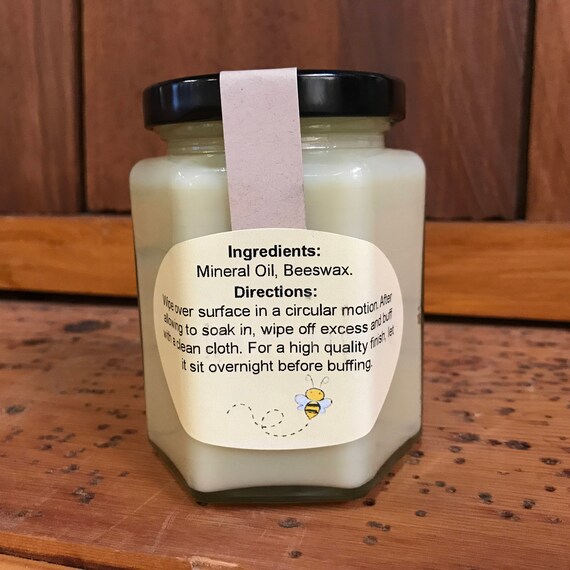 Ingredients:
Mineral Oil, Beeswax.
Directions:
Wipe over surface in a circular motion. After
allowing to soak in, wipe off excess and buff
with a clean cloth. For a high quality finish, let
it sit overnight before buffing.